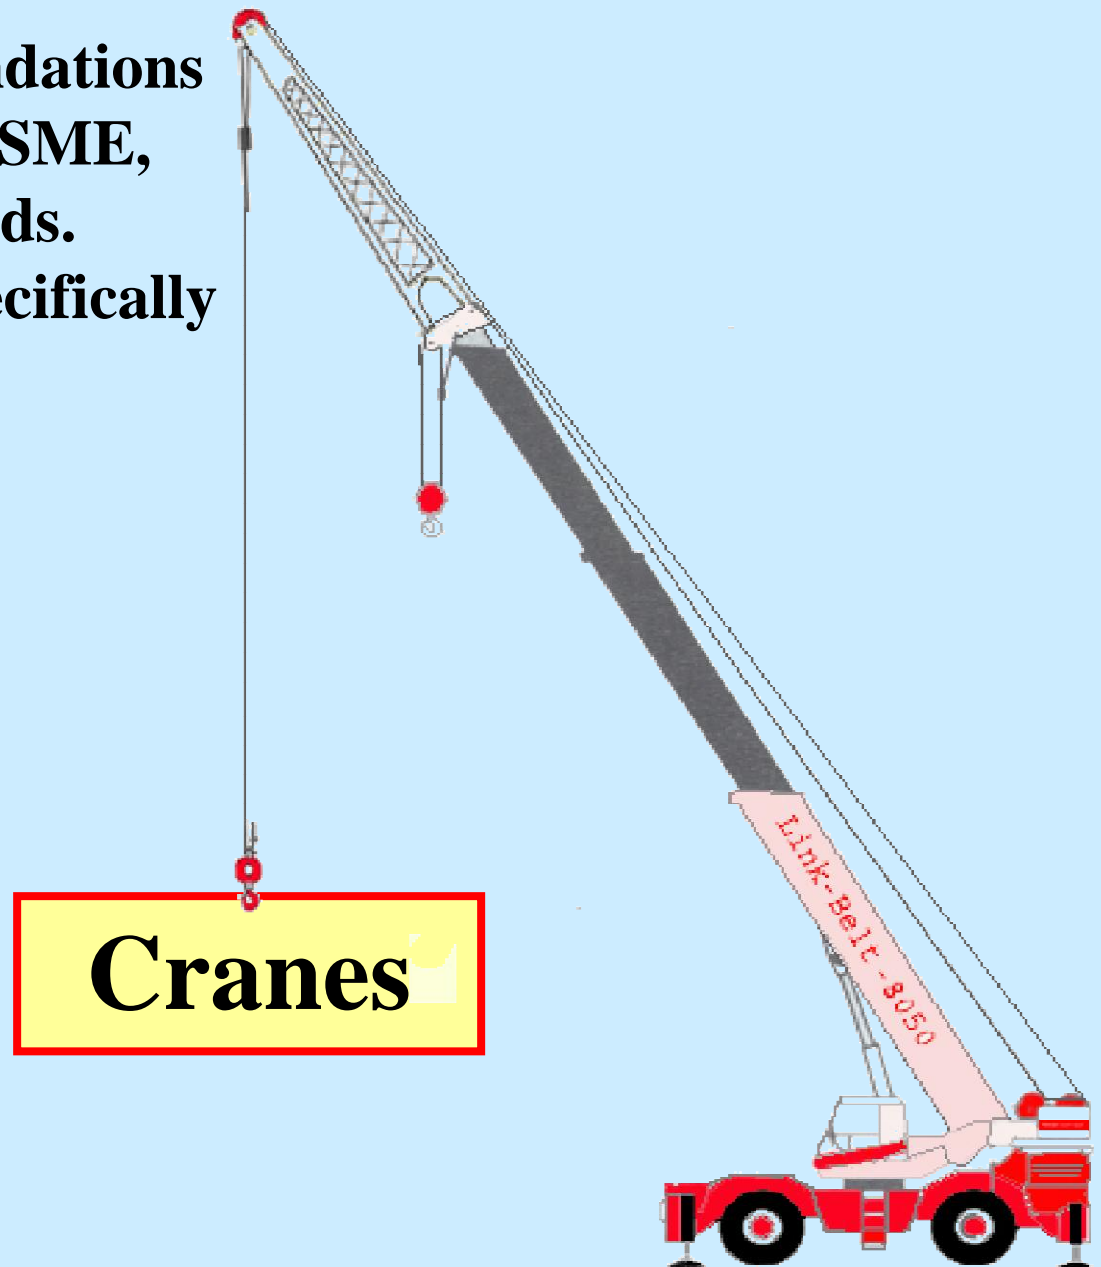 dations
SME,
ds.
ecifically
Cranes
Link-Belt -8050